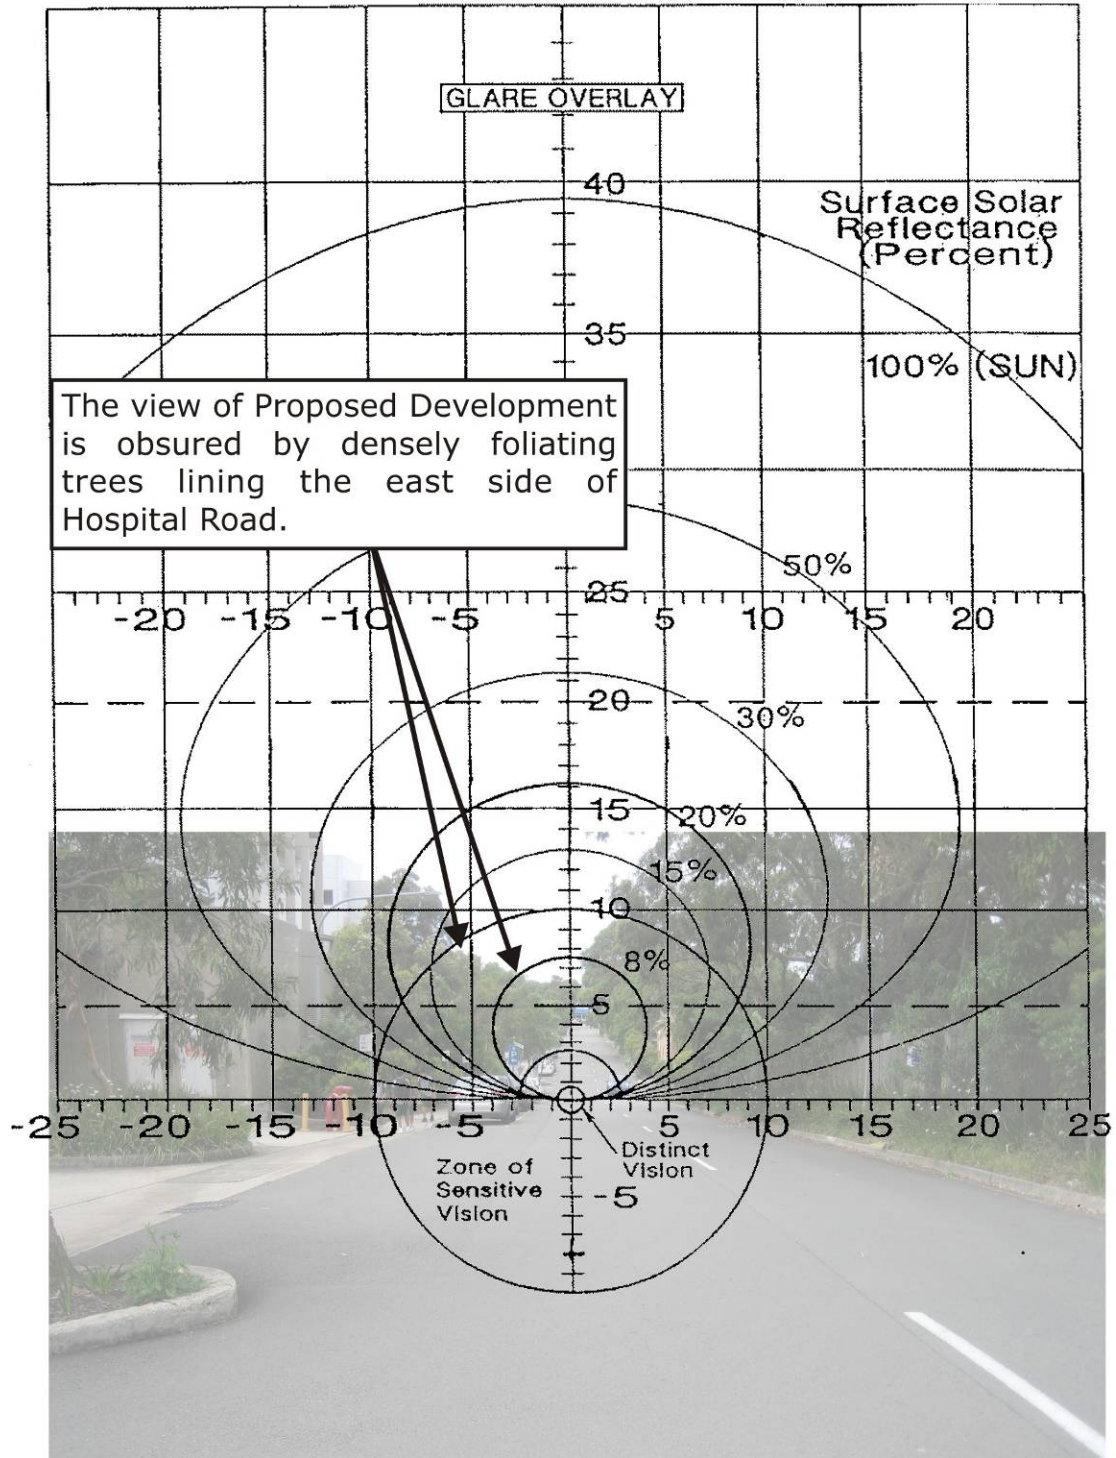 GLARE OVERLAY
40
Surface Solar
Reflectance
(Percent)
35
100% (SUN)
The view of Proposed Development
is obsured by densely foliating
trees lining the east side of
Hospital Road.
50%
25
-20 -15 -10 -5 5 10 15 20
20
30%
15
20%
15%
10
8%
5
-25 -20 -15 -10 -5 5 10 15 20 25
Distinct
Vision
Zone of
Sensitive
Vision
-5